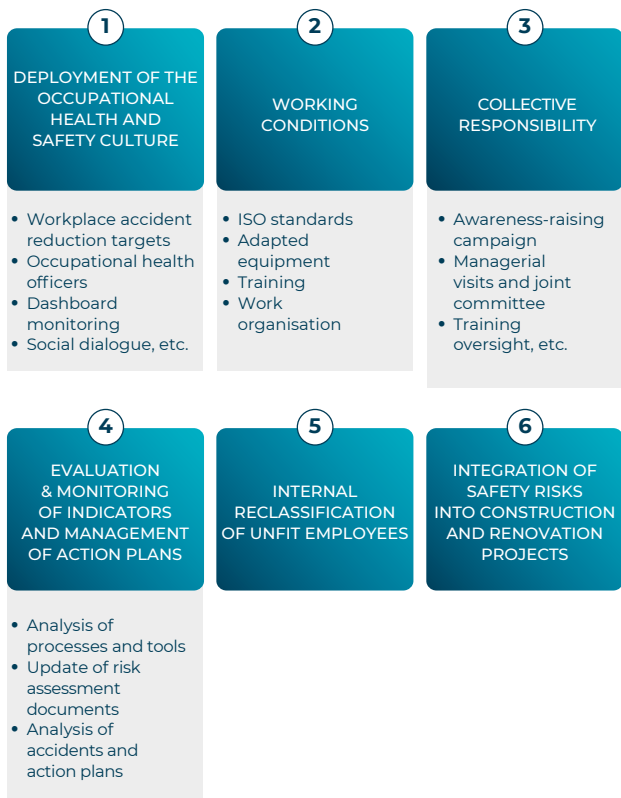 1
DEPLOYMENT OF THE
OCCUPATIONAL
HEALTH AND
SAFETY CULTURE
• Workplace accident
reduction targets
• Occupational health
officers
• Dashboard
monitoring
• Social dialogue, etc.
2
WORKING
CONDITIONS
• ISO standards
• Adapted
equipment
• Training
• Work
organisation
3
COLLECTIVE
RESPONSIBILITY
• Awareness-raising
campaign
• Managerial
visits and joint
committee
• Training
oversight, etc.
4
EVALUATION
& MONITORING
OF INDICATORS
AND MANAGEMENT
OF ACTION PLANS
• Analysis of
processes and tools
• Update of risk
assessment
documents
• Analysis of
accidents and
action plans
5
INTERNAL
RECLASSIFICATION
OF UNFIT EMPLOYEES
6
INTEGRATION OF
SAFETY RISKS
INTO CONSTRUCTION
AND RENOVATION
PROJECTS